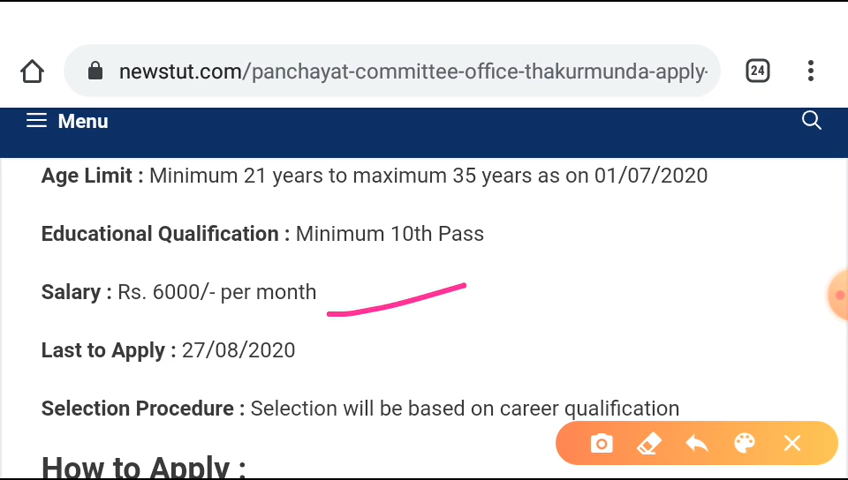 newstut.com/panchayat-committee-office-thakurmunda-apply-
24
Menu
Age Limit : Minimum 21 years to maximum 35 years as on 01/07/2020
Educational Qualification : Minimum 10th Pass
Salary : Rs. 6000/- per month
Last to Apply : 27/08/2020
Selection Procedure : Selection will be based on career qualification
How to Apply :